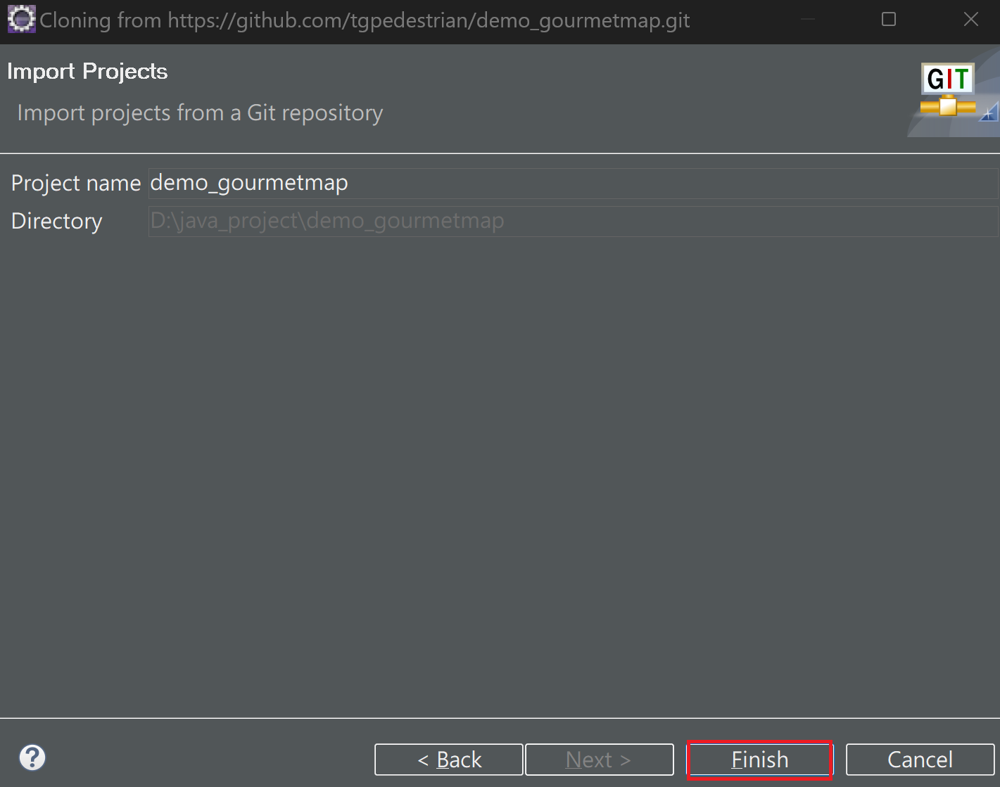 Cloning from https://github.com/tgpedestrian/demo_gourmetmap.git
Import Projects
Import projects from a Git repository
GIT
Project name demo_gourmetmap
Directory D:\java_project\demo_gourmetmap
? < Back Next > Finish Cancel